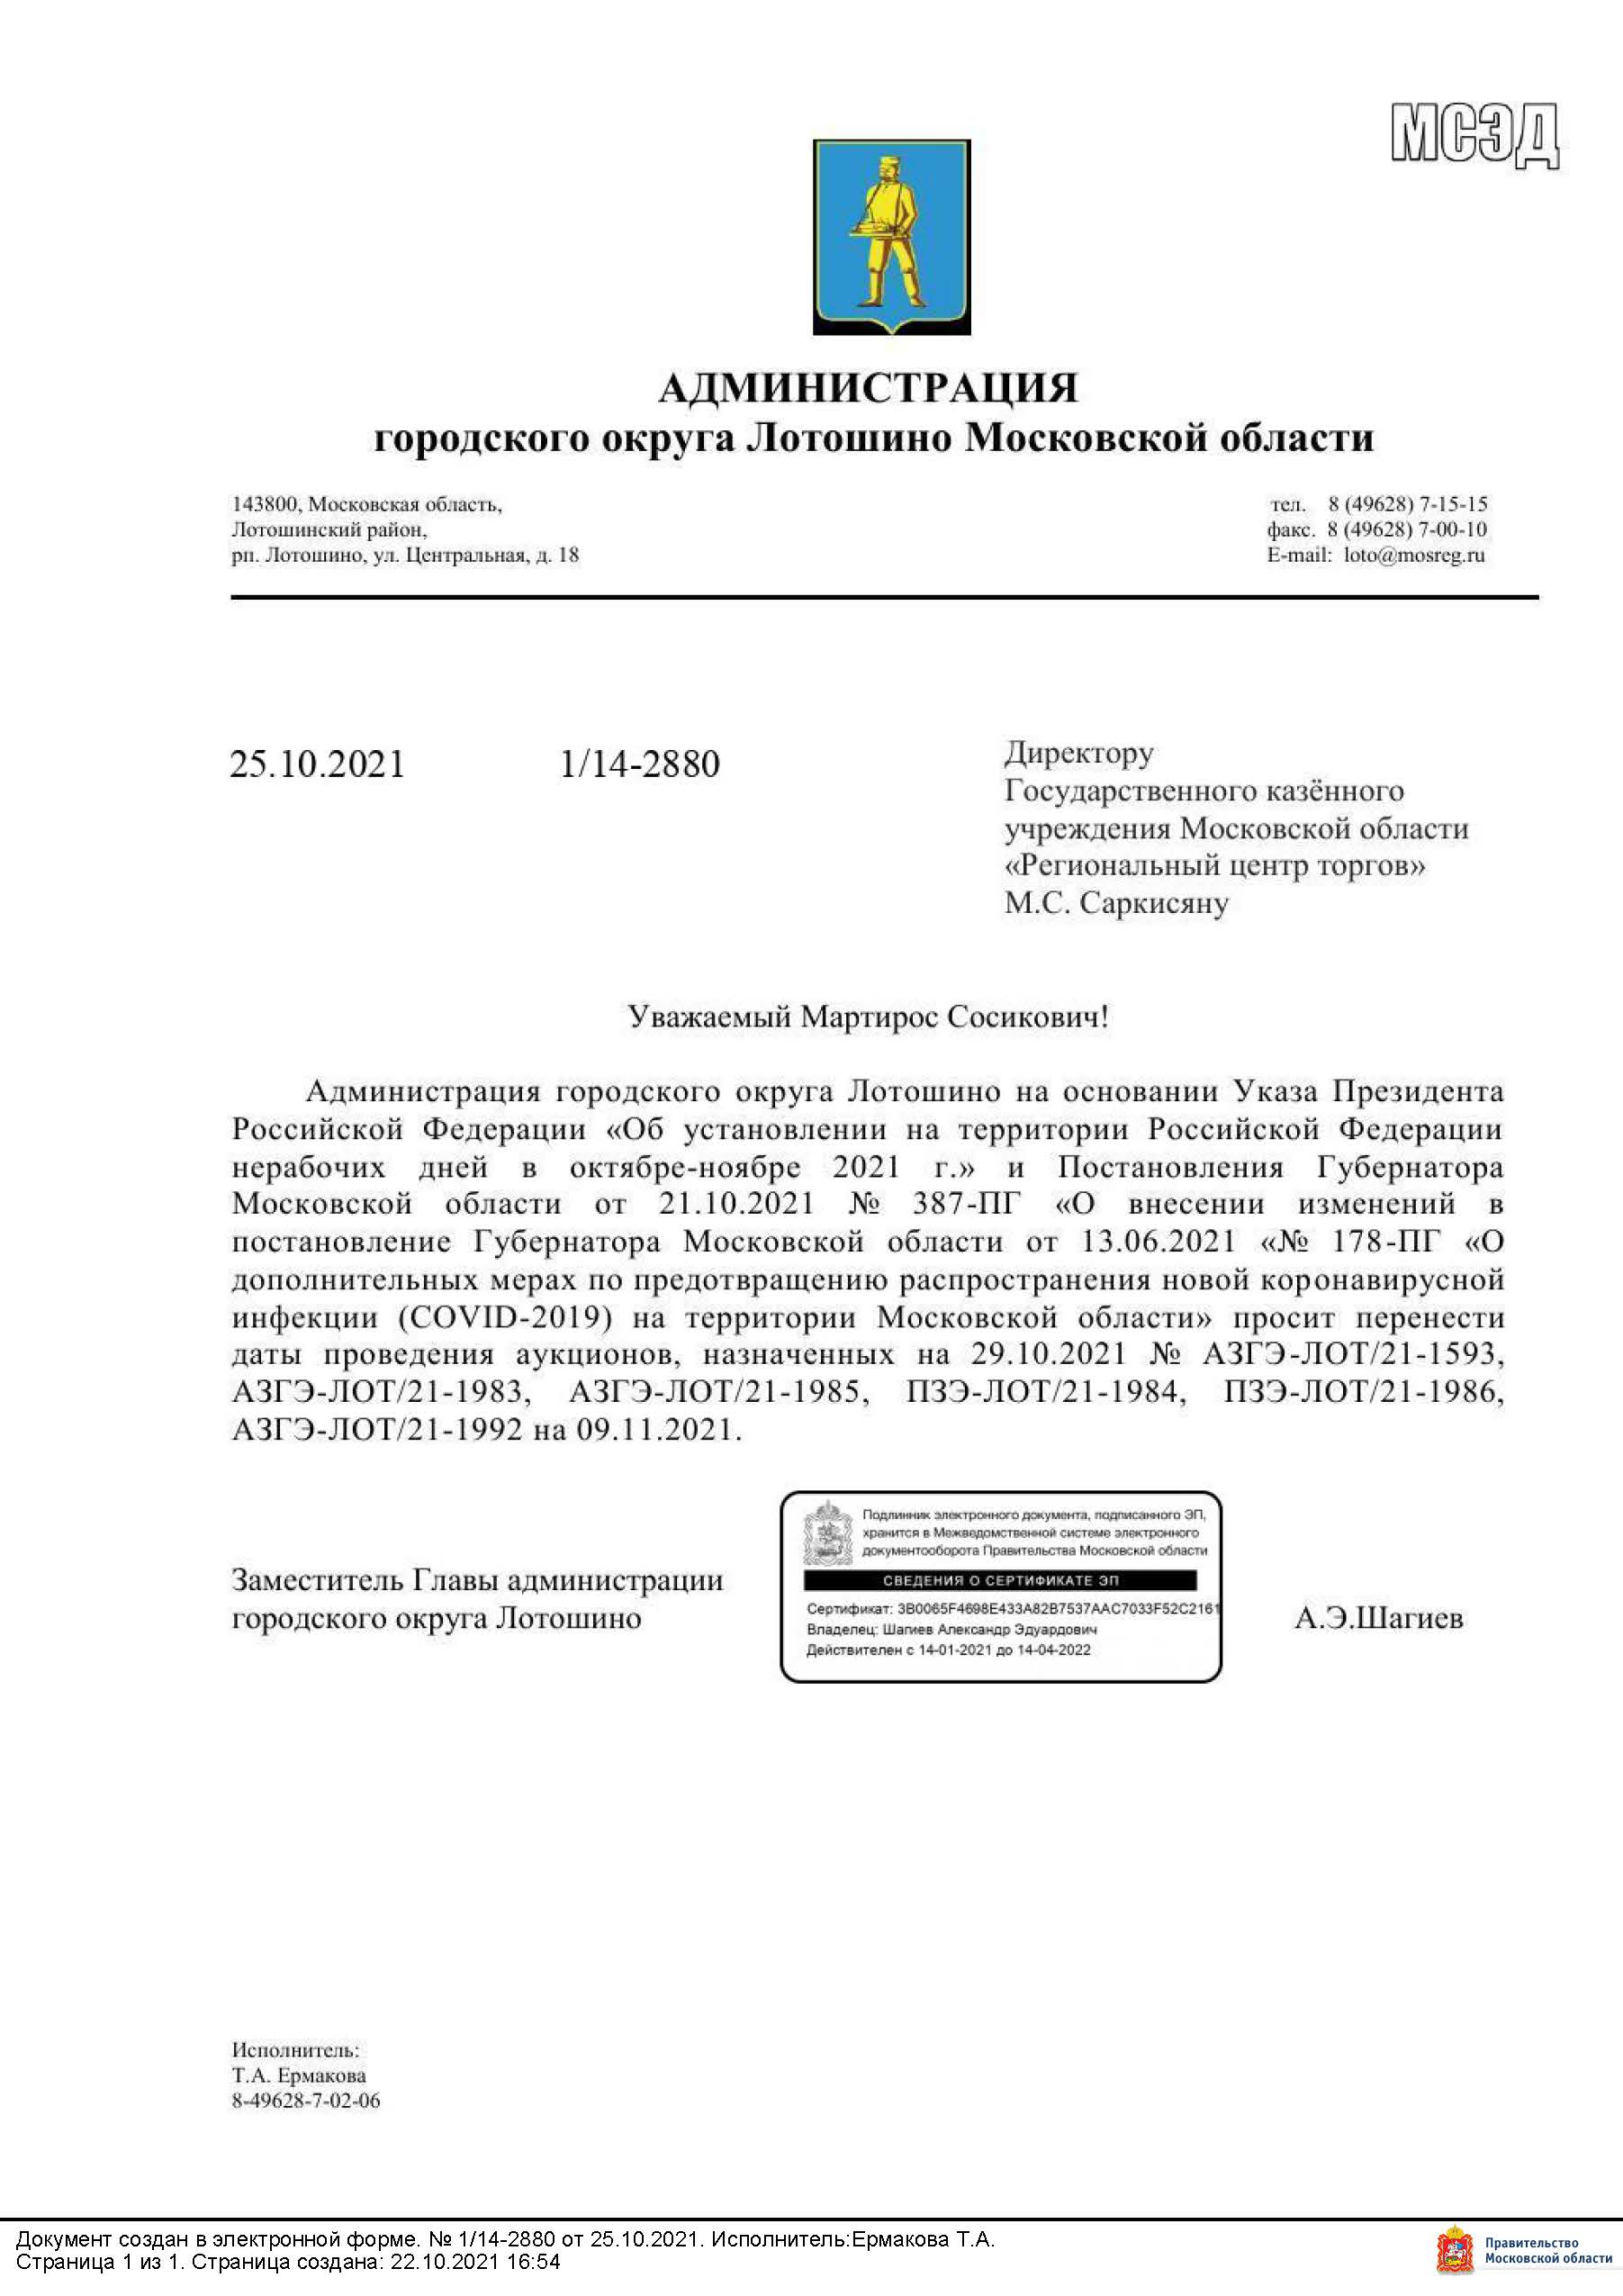 МСЭД
АДМИНИСТРАЦИЯ
городского округа Лотошино Московской области
143800, Московская область,
Лотошинский район,
рп. Лотошино, ул. Центральная, д. 18
тел. 8 (49628) 7-15-15
факс. 8 (49628) 7-00-10
E-mail: loto@mosreg.ru
25.10.2021 1/14-2880
Директору
Государственного казённого
учреждения Московской области
«Региональный центр торгов»
М.С. Саркисяну
Уважаемый Мартирос Сосикович!
Администрация городского округа Лотошино на основании Указа Президента
Российской Федерации «Об установлении на территории Российской Федерации
нерабочих дней в октябре-ноябре 2021 г.» и Постановления Губернатора
Московской области от 21.10.2021 № 387-ПГ «О внесении изменений в
постановление Губернатора Московской области от 13.06.2021 «№ 178-ПГ «О
дополнительных мерах по предотвращению распространения новой коронавирусной
инфекции (COVID-2019) на территории Московской области» просит перенести
даты проведения аукционов, назначенных на 29.10.2021 № АЗГЭ-ЛОТ/21-1593,
АЗГЭ-ЛОТ/21-1983, АЗГЭ-ЛОТ/21-1985, ПЗЭ-ЛОТ/21-1984, ПЗЭ-ЛОТ/21-1986,
АЗГЭ-ЛОТ/21-1992 на 09.11.2021.
Заместитель Главы администрации
городского округа Лотошино
Подлинник электронного документа, подписанного ЭП,
хранится в Межведомственной системе электронного
документооборота Правительства Московской области
СВЕДЕНИЯ О СЕРТИФИКАТЕ ЭП
Сертификат: 3B0065F4698E433A82B7537AAC7033F52C2161
Владелец: Шагиев Александр Эдуардович
Действителен с 14-01-2021 до 14-04-2022
А.Э.Шагиев
Исполнитель:
Т.А. Ермакова
8-49628-7-02-06
Документ создан в электронной форме. № 1/14-2880 от 25.10.2021. Исполнитель:Ермакова Т.А.
Страница 1 из 1. Страница создана: 22.10.2021 16:54
Правительство
Московской области